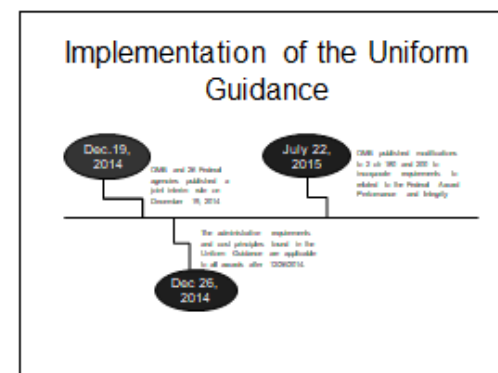 Implementation of the Uniform
Guidance
Dec.19,
2014
OMB and 28 Federal
agencies published a
joint interim rule on
December 19, 2014
July 22,
2015
OMB published modifications
to 2 cfr 180 and 200 to
incorporate requirements to
related to the Federal Award
Performance and Integrity
The administrative requirements
and cost principles found in the
Uniform Guidance are applicable
to all awards after 12/26/2014.
Dec 26,
2014